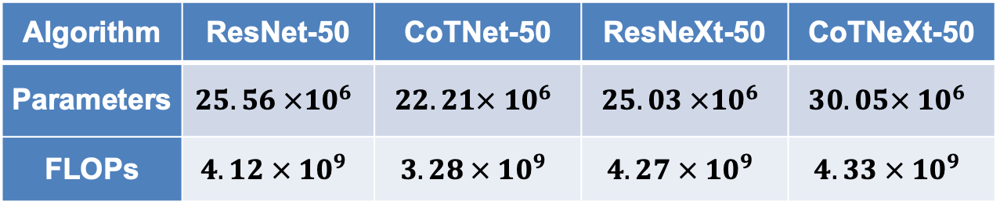 Algorithm ResNet-50 CoTNet-50 ResNeXt-50 CoTNeXt-50
Parameters 25.56 ×10⁶ 22.21× 10⁶ 25.03 ×10⁶ 30.05× 10⁶
FLOPs 4.12 × 10⁹ 3.28 × 10⁹ 4.27 × 10⁹ 4.33 × 10⁹